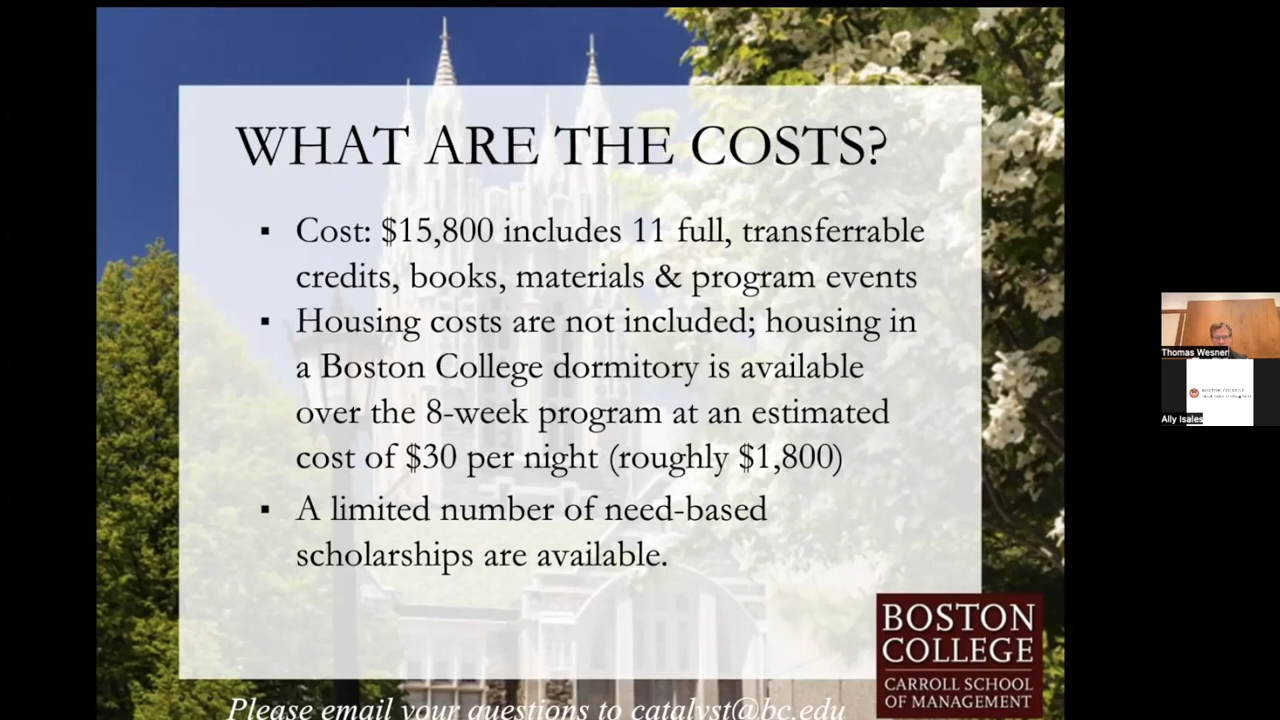 WHAT ARE THE COSTS?
▪ Cost: $15,800 includes 11 full, transferrable
credits, books, materials & program events
▪ Housing costs are not included; housing in
a Boston College dormitory is available
over the 8-week program at an estimated
cost of $30 per night (roughly $1,800)
▪ A limited number of need-based
scholarships are available.
BOSTON
COLLEGE
CARROLL SCHOOL
OF MANAGEMENT
Please email your questions to catalyst@bc.edu
Thomas Wesner
BOSTON COLLEGE
Ally Isales